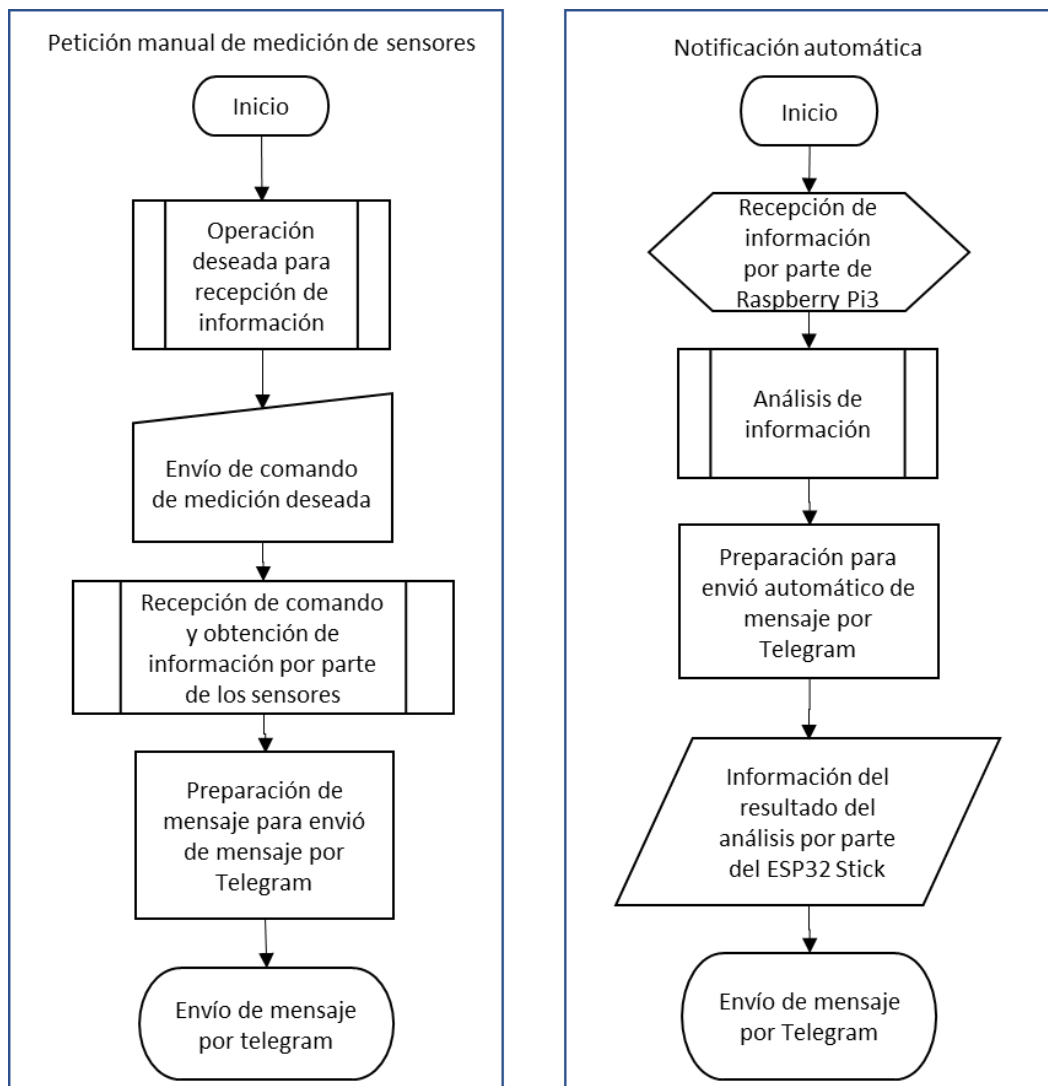 Petición manual de medición de sensores
Inicio
Operación
deseada para
recepción de
información
Envío de comando
de medición deseada
Recepción de comando
y obtención de
información por parte
de los sensores
Preparación de
mensaje para envió
de mensaje por
Telegram
Envío de mensaje
por telegram
Notificación automática
Inicio
Recepción de
información
por parte de
Raspberry Pi3
Análisis de
información
Preparación para
envió automático de
mensaje por
Telegram
Información del
resultado del
análisis por parte
del ESP32 Stick
Envío de mensaje
por Telegram